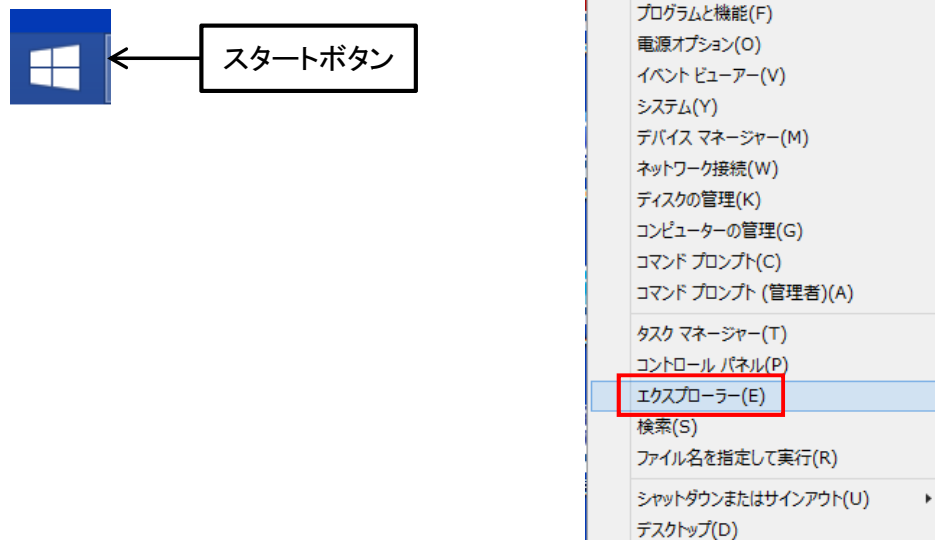 スタートボタン
プログラムと機能(F)
電源オプション(O)
イベント ビューアー(V)
システム(Y)
デバイス マネージャー(M)
ネットワーク接続(W)
ディスクの管理(K)
コンピューターの管理(G)
コマンド プロンプト(C)
コマンド プロンプト (管理者)(A)
タスク マネージャー(T)
コントロール パネル(P)
エクスプローラー(E)
検索(S)
ファイル名を指定して実行(R)
シャットダウンまたはサインアウト(U)
デスクトップ(D)